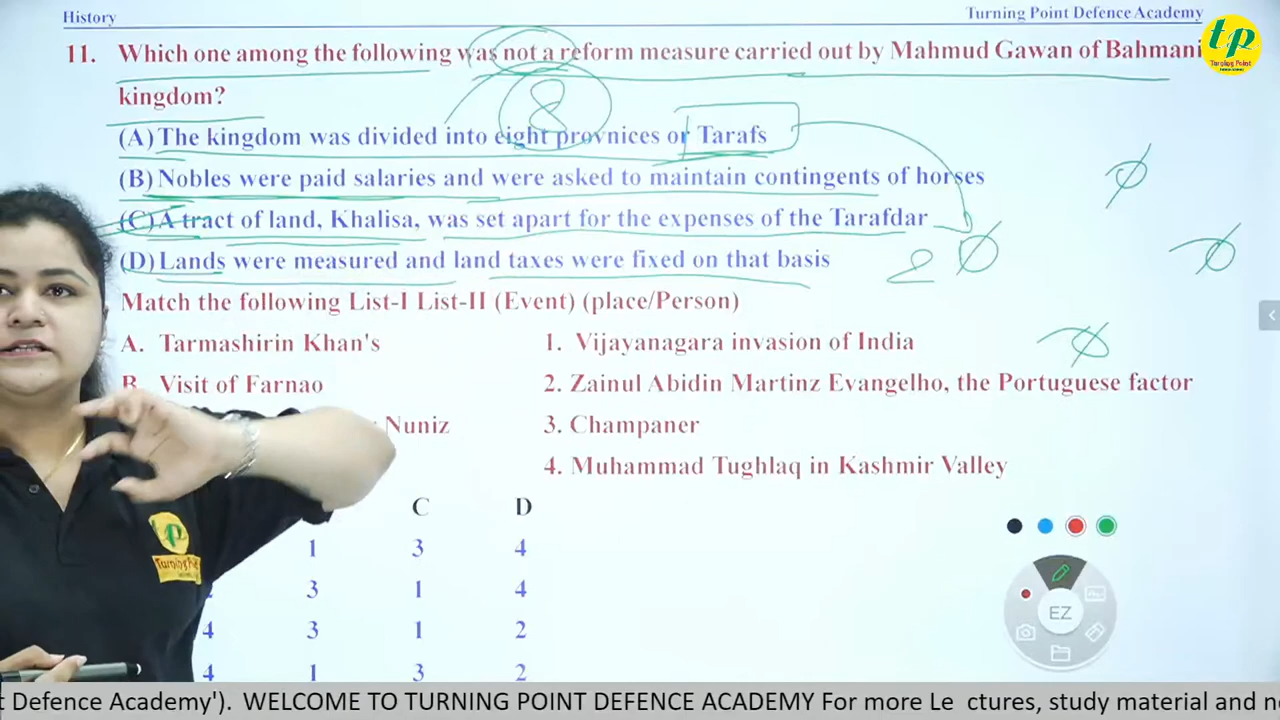 History
Turning Point Defence Academy
tp
Turning Point
11. Which one among the following was not a reform measure carried out by Mahmud Gawan of Bahmani
kingdom?
8
(A) The kingdom was divided into eight provnices or Tarafs
(B) Nobles were paid salaries and were asked to maintain contingents of horses
(C) A tract of land, Khalisa, was set apart for the expenses of the Tarafdar
(D) Lands were measured and land taxes were fixed on that basis
Match the following List-I List-II (Event) (place/Person)
A. Tarmashirin Khan's 1. Vijayanagara invasion of India
B. Visit of Farnao 2. Zainul Abidin Martinz Evangelho, the Portuguese factor
Nuniz 3. Champaner
4. Muhammad Tughlaq in Kashmir Valley
C D
1 3 4
3 1 4
4 3 1 2
4 1 3 2
tp
EZ
t Defence Academy'). WELCOME TO TURNING POINT DEFENCE ACADEMY For more Le ctures, study material and n